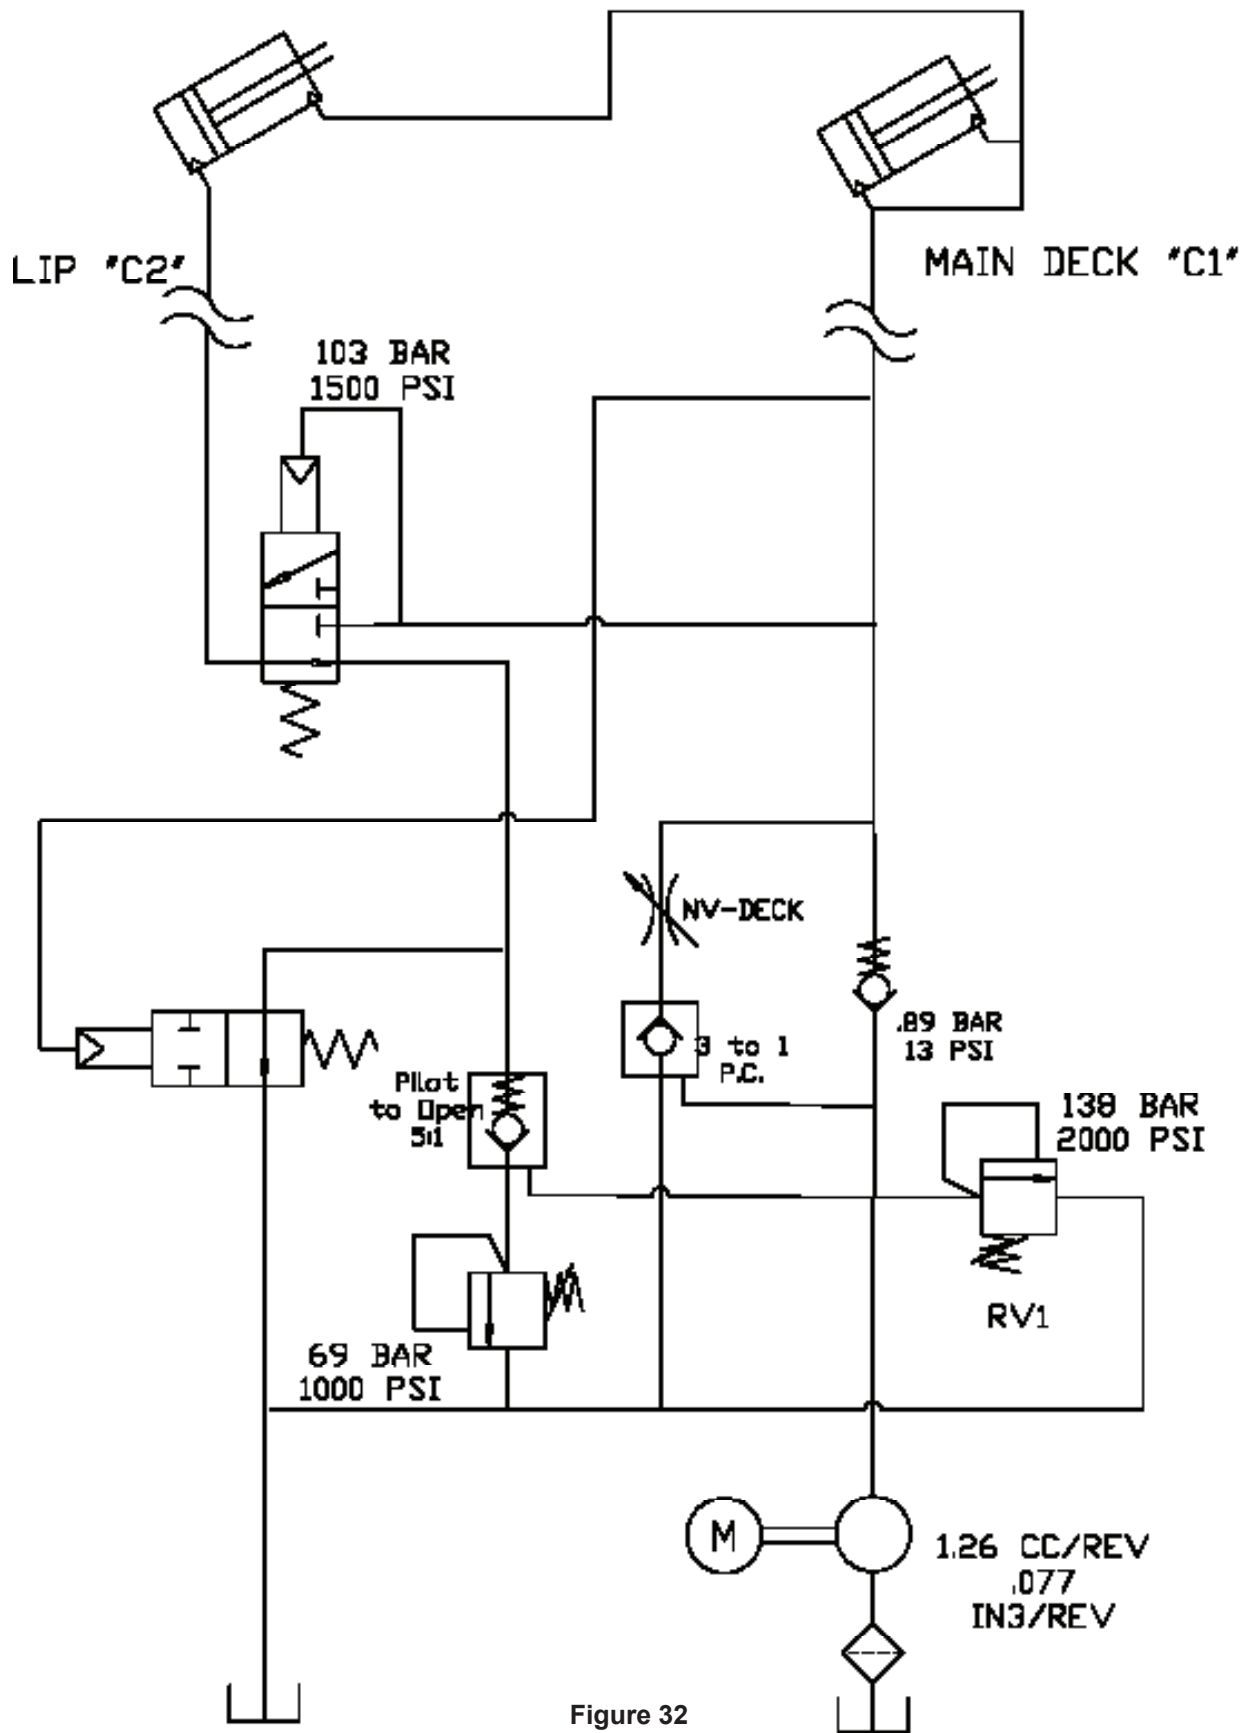 LIP "C2"
MAIN DECK "C1"
103 BAR
1500 PSI
NV-DECK
.89 BAR
13 PSI
3 to 1
P.C.
Pilot
to Open
5:1
138 BAR
2000 PSI
RV1
69 BAR
1000 PSI
M
1.26 CC/REV
.077
IN3/REV
Figure 32